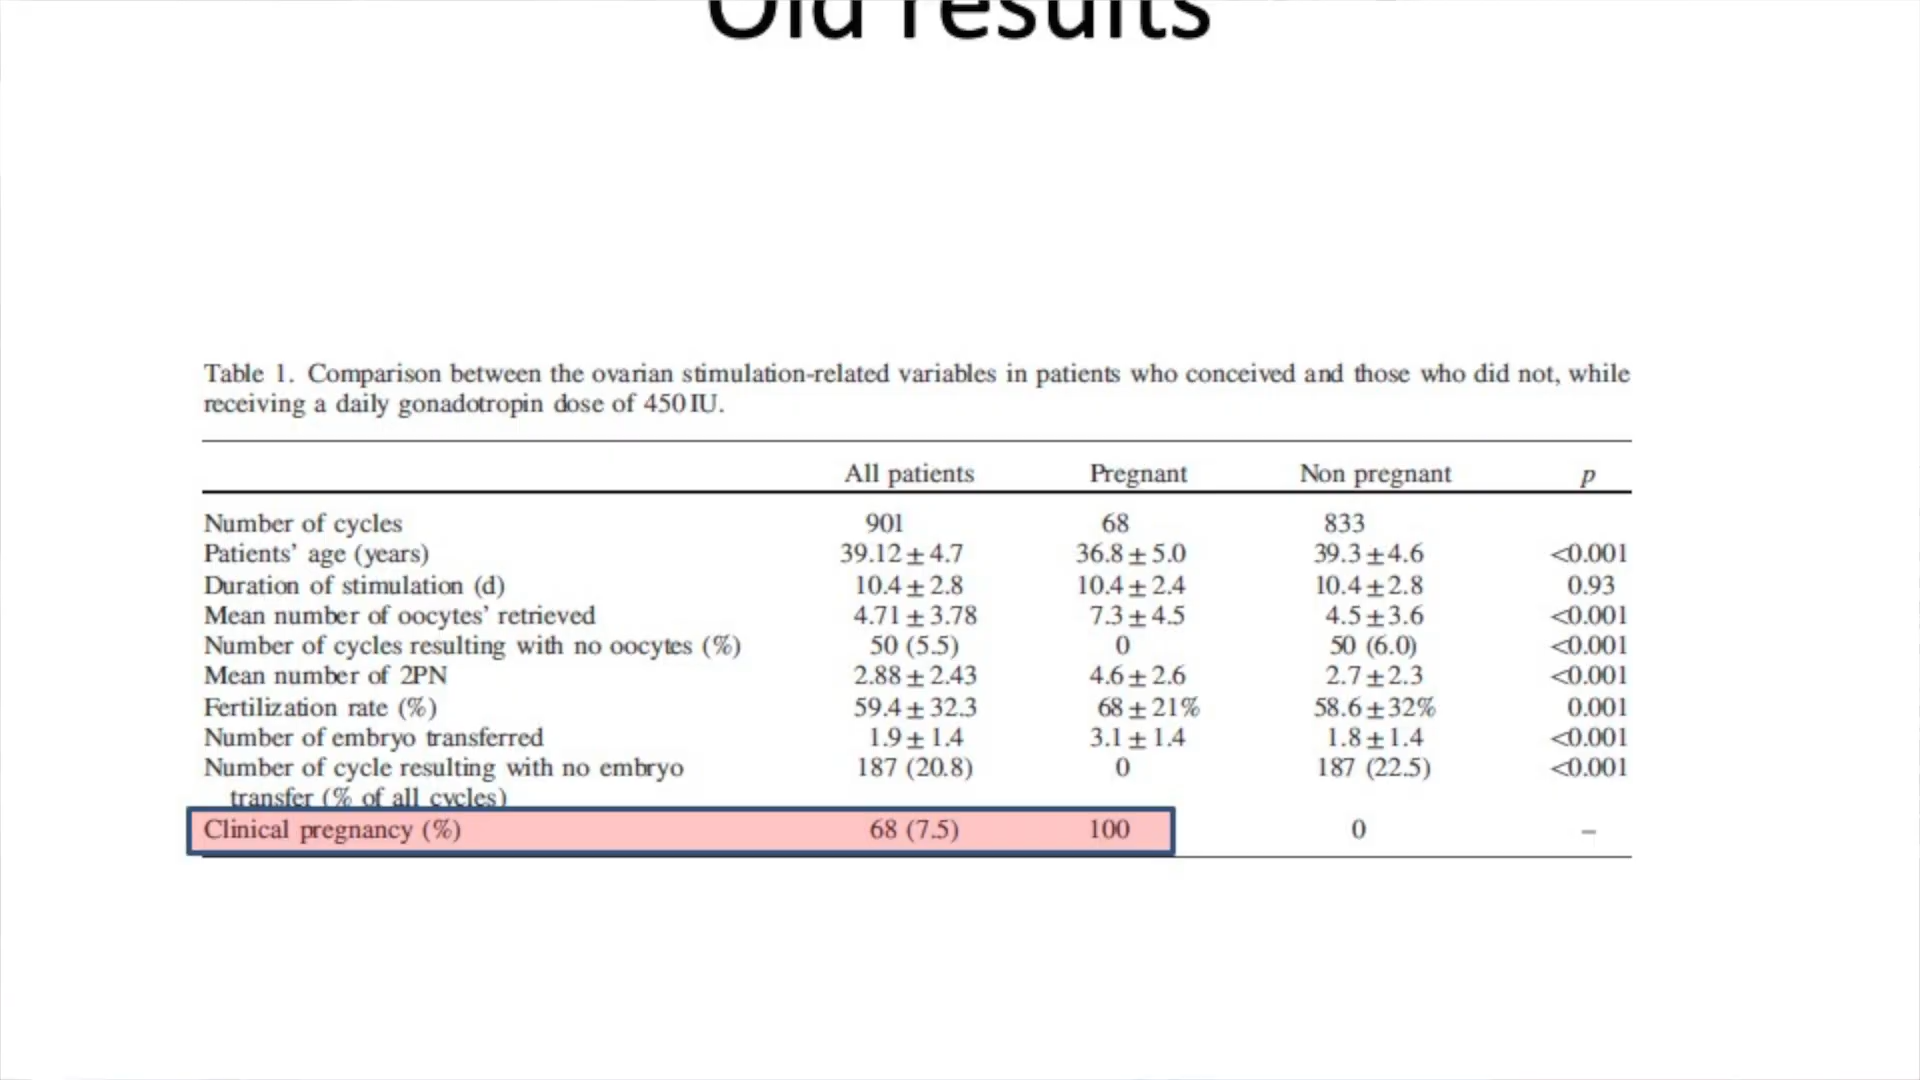 Old results
Table 1. Comparison between the ovarian stimulation-related variables in patients who conceived and those who did not, while
receiving a daily gonadotropin dose of 450 IU.
All patients Pregnant Non pregnant p
Number of cycles 901 68 833
Patients’ age (years) 39.12 ± 4.7 36.8 ± 5.0 39.3 ± 4.6 <0.001
Duration of stimulation (d) 10.4 ± 2.8 10.4 ± 2.4 10.4 ± 2.8 0.93
Mean number of oocytes’ retrieved 4.71 ± 3.78 7.3 ± 4.5 4.5 ± 3.6 <0.001
Number of cycles resulting with no oocytes (%) 50 (5.5) 0 50 (6.0) <0.001
Mean number of 2PN 2.88 ± 2.43 4.6 ± 2.6 2.7 ± 2.3 <0.001
Fertilization rate (%) 59.4 ± 32.3 68 ± 21% 58.6 ± 32% 0.001
Number of embryo transferred 1.9 ± 1.4 3.1 ± 1.4 1.8 ± 1.4 <0.001
Number of cycle resulting with no embryo 187 (20.8) 0 187 (22.5) <0.001
transfer (% of all cycles)
Clinical pregnancy (%) 68 (7.5) 100 0 –